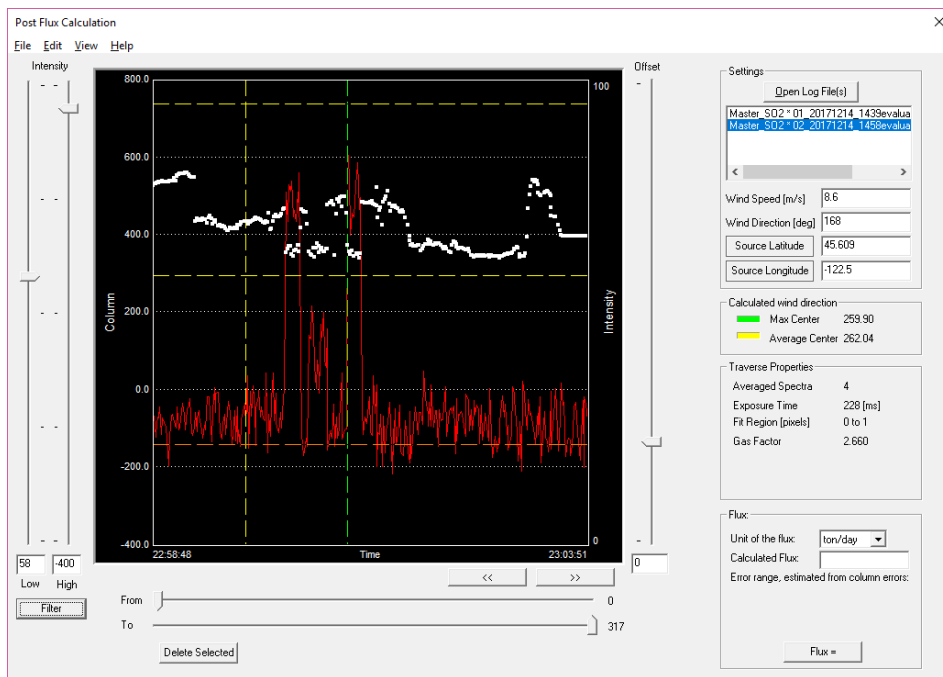 Post Flux Calculation
File Edit View Help
Intensity
Offset
800.0
600.0
400.0
200.0
0.0
-200.0
-400.0
Column
100
0
Intensity
22:58:48 Time 23:03:51
58 -400
Low High
Filter
0
<< >>
From 0
To 317
Delete Selected
Settings
Open Log File(s)
Master_SO2 * 01_20171214_1439evalua
Master_SO2 * 02_20171214_1458evalua
Wind Speed [m/s] 8.6
Wind Direction [deg] 168
Source Latitude 45.609
Source Longitude -122.5
Calculated wind direction
Max Center 259.90
Average Center 262.04
Traverse Properties
Averaged Spectra 4
Exposure Time 228 [ms]
Fit Region [pixels] 0 to 1
Gas Factor 2.660
Flux:
Unit of the flux: ton/day
Calculated Flux:
Error range, estimated from column errors:
Flux =